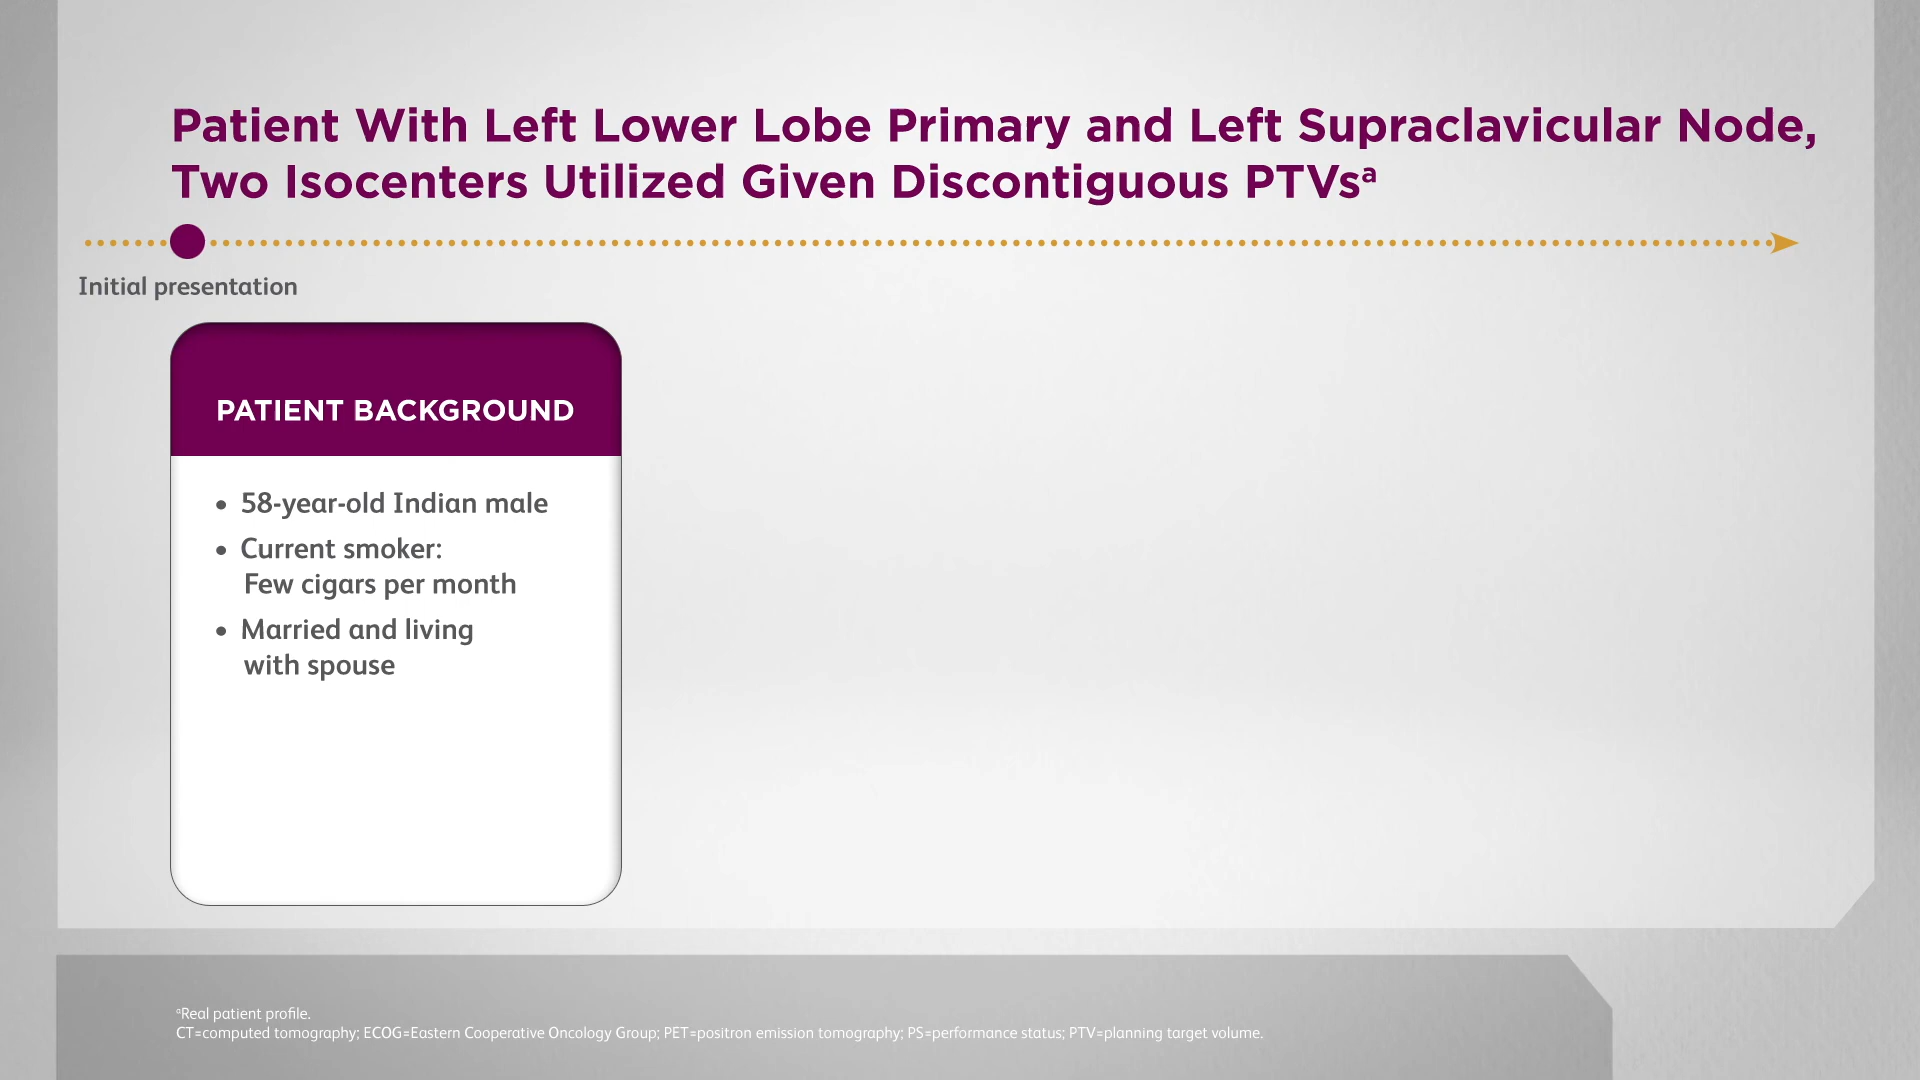 Patient With Left Lower Lobe Primary and Left Supraclavicular Node,
Two Isocenters Utilized Given Discontiguous PTVsᵃ
Initial presentation
PATIENT BACKGROUND
• 58-year-old Indian male
• Current smoker:
Few cigars per month
• Married and living
with spouse
ᵃReal patient profile.
CT=computed tomography; ECOG=Eastern Cooperative Oncology Group; PET=positron emission tomography; PS=performance status; PTV=planning target volume.